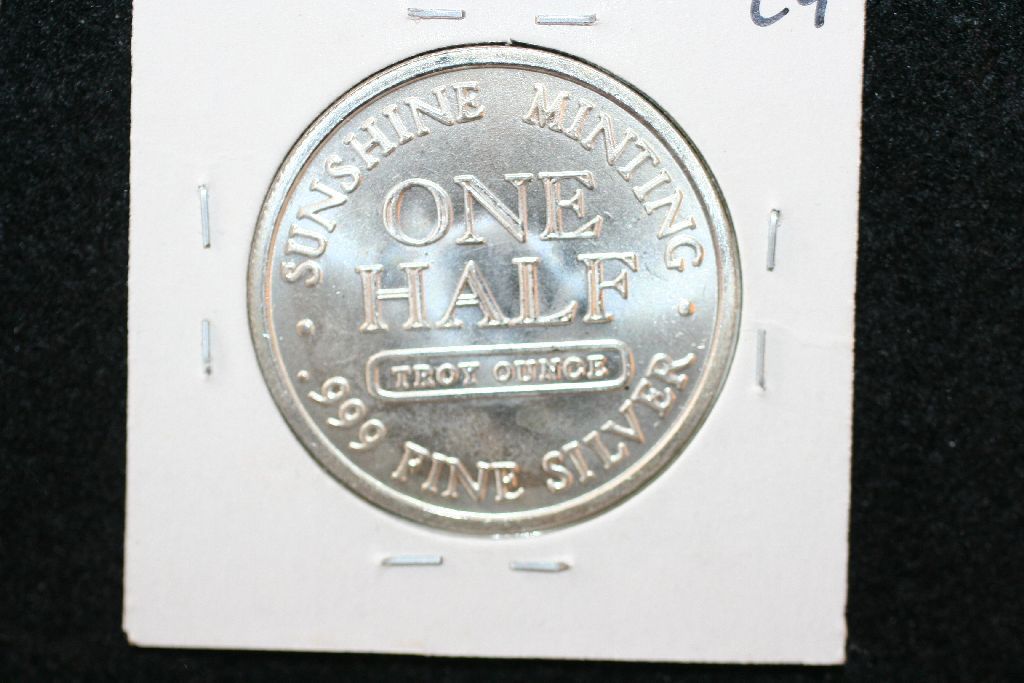 SUNSHINE MINTING
ONE
HALF
TROY OUNCE
.999 FINE SILVER